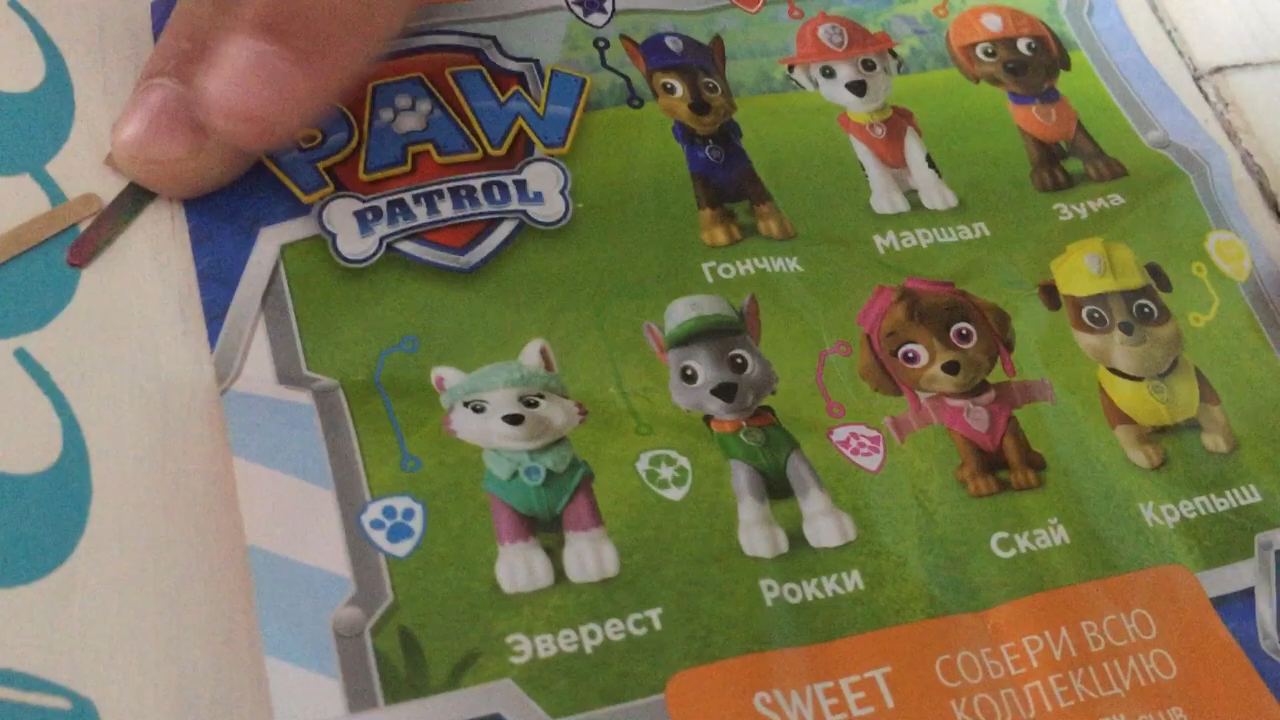 PAW
PATROL
Гончик
Маршал
Зума
Эверест
Рокки
Скай
Крепыш
SWEET
СОБЕРИ ВСЮ
КОЛЛЕКЦИЮ